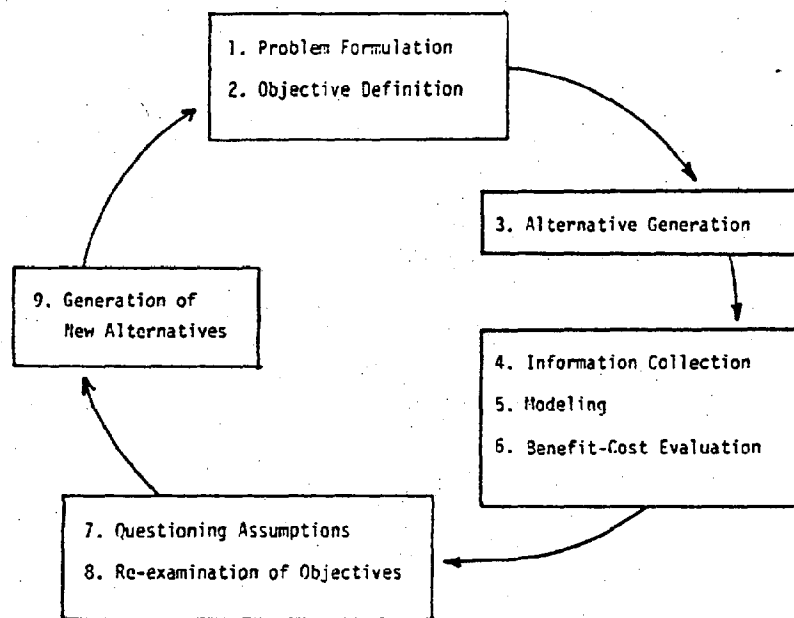 1. Problem Formulation
2. Objective Definition
3. Alternative Generation
4. Information Collection
5. Modeling
6. Benefit-Cost Evaluation
7. Questioning Assumptions
8. Re-examination of Objectives
9. Generation of
New Alternatives